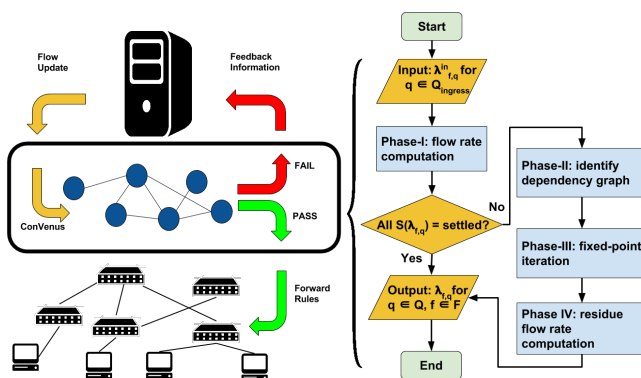 Flow
Update
Feedback
Information
FAIL
ConVenus
PASS
Forward
Rules
Start
Input: λ^in_f,q for
q ∈ Q_ingress
Phase-I: flow rate
computation
All S(λ_f,q) = settled?
No
Yes
Output: λ_f,q for
q ∈ Q, f ∈ F
End
Phase-II: identify
dependency graph
Phase-III: fixed-point
iteration
Phase IV: residue
flow rate
computation